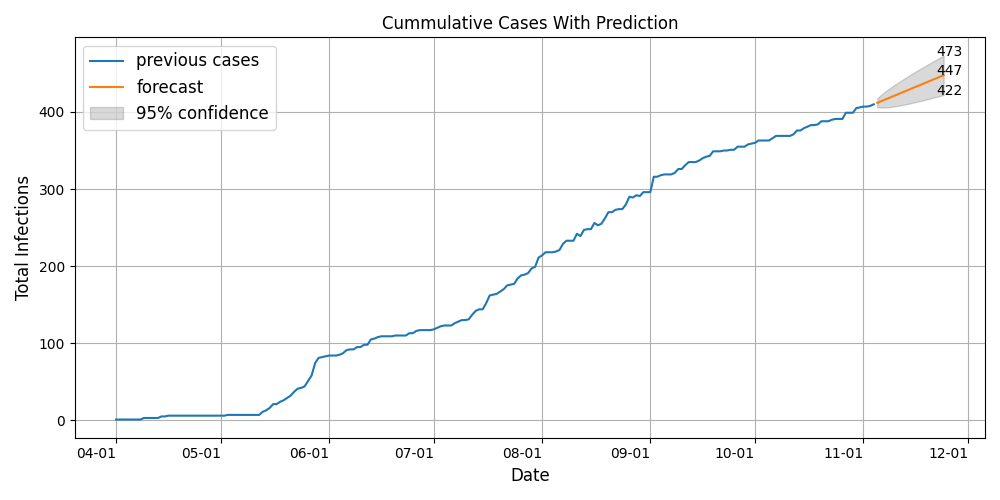 Cummulative Cases With Prediction
previous cases
forecast
95% confidence
473
447
422
400
300
200
100
0
Total Infections
04-01 05-01 06-01 07-01 08-01 09-01 10-01 11-01 12-01
Date